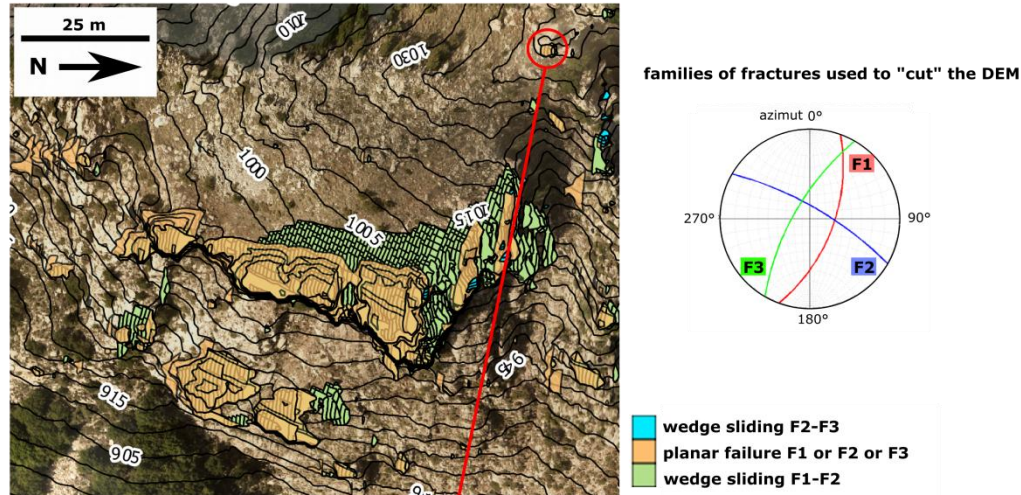 25 m
N
1010
1030
1000
1005
1015
945
915
905
families of fractures used to "cut" the DEM
azimut 0°
F1
270°
90°
F3
F2
180°
wedge sliding F2-F3
planar failure F1 or F2 or F3
wedge sliding F1-F2